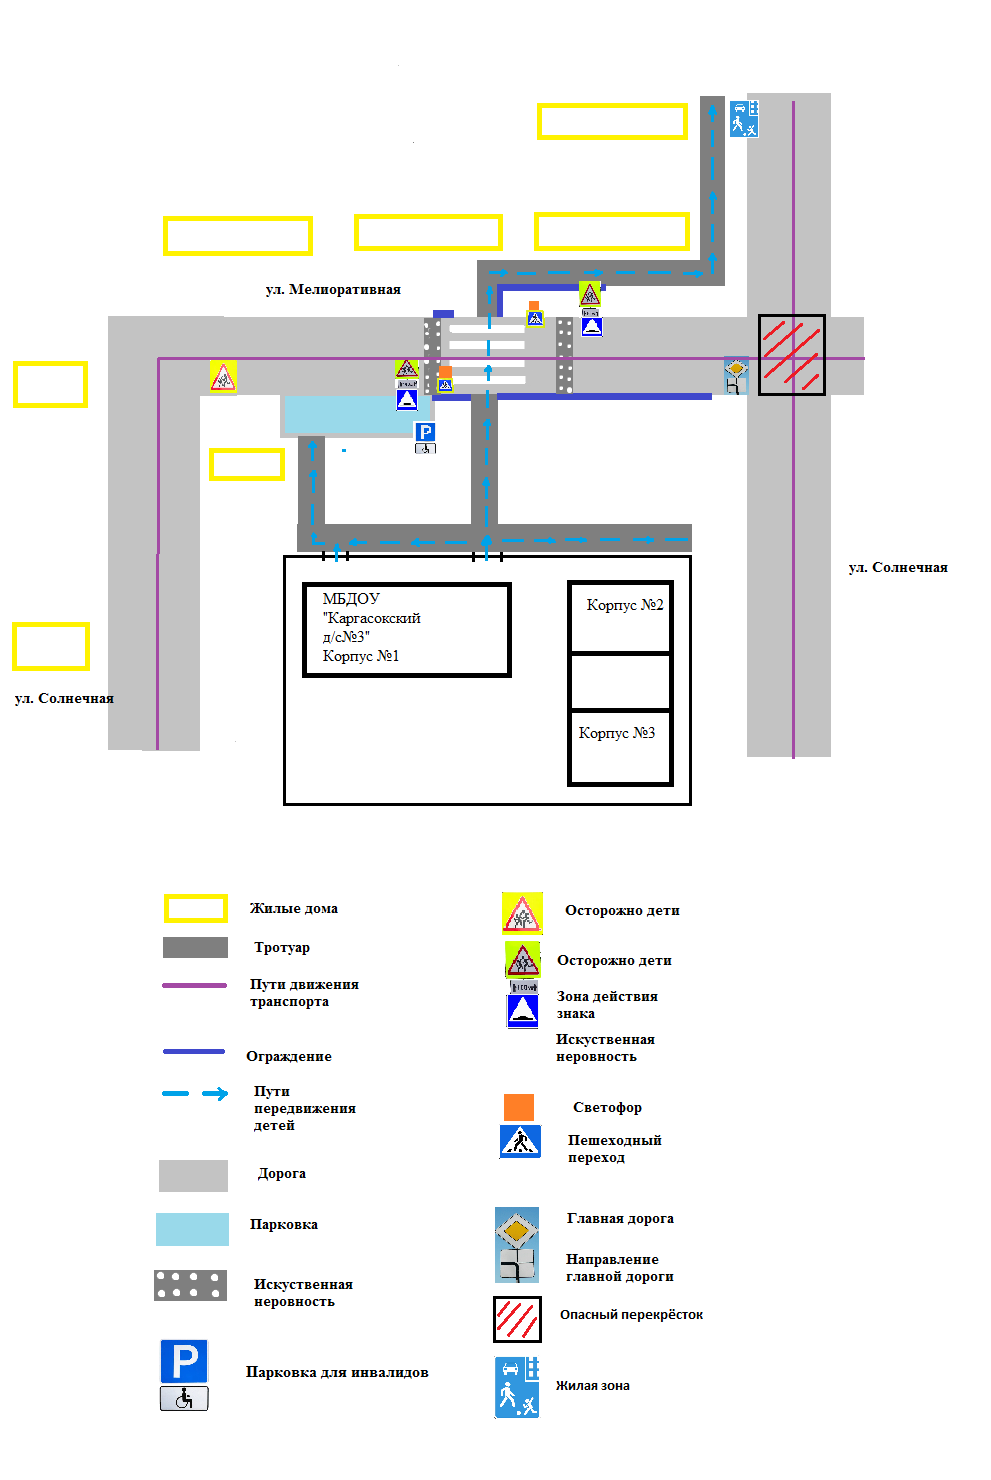 ул. Мелиоративная
МБДОУ
"Каргасокский
д/с№3"
Корпус №1
Корпус №2
Корпус №3
ул. Солнечная
ул. Солнечная
P
Жилые дома
Тротуар
Пути движения
транспорта
Ограждение
Пути
передвижения
детей
Дорога
Парковка
Искуственная
неровность
P
Парковка для инвалидов
Осторожно дети
Осторожно дети
Зона действия
знака
Искуственная
неровность
Светофор
Пешеходный
переход
Главная дорога
Направление
главной дороги
Опасный перекрёсток
Жилая зона